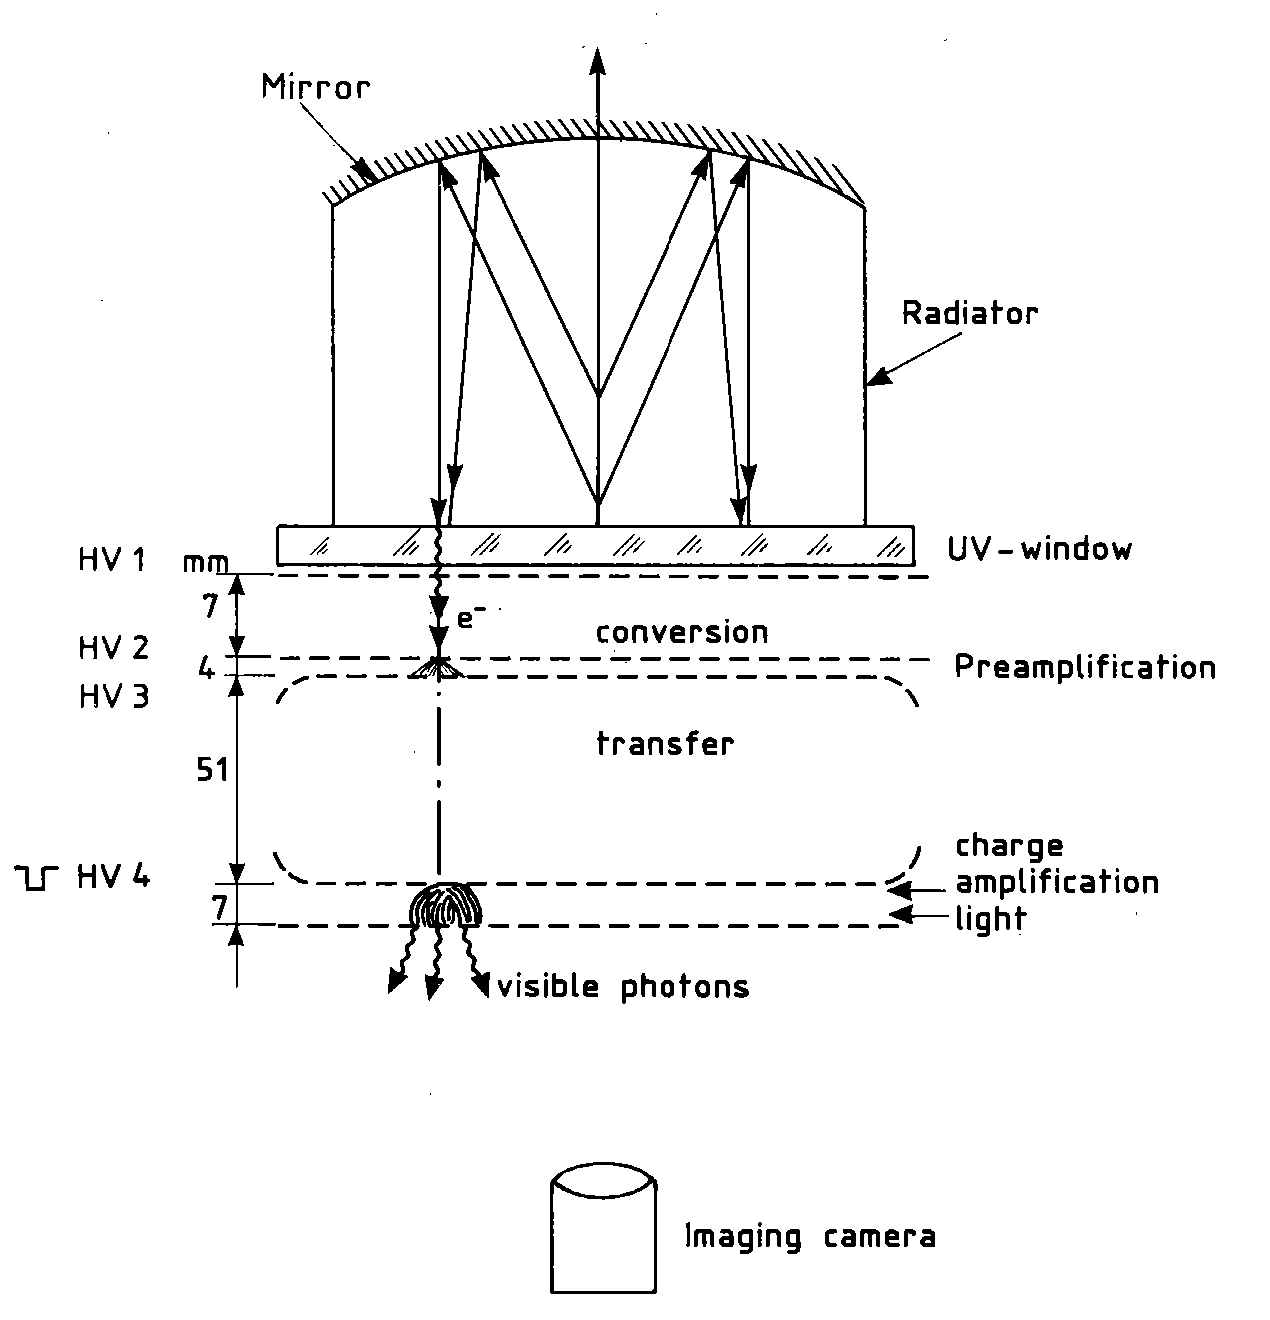 Mirror
Radiator
HV 1 mm
UV-window
7
e⁻
conversion
HV 2
4
Preamplification
HV 3
transfer
51
charge
HV 4
amplification
7
light
visible photons
Imaging camera